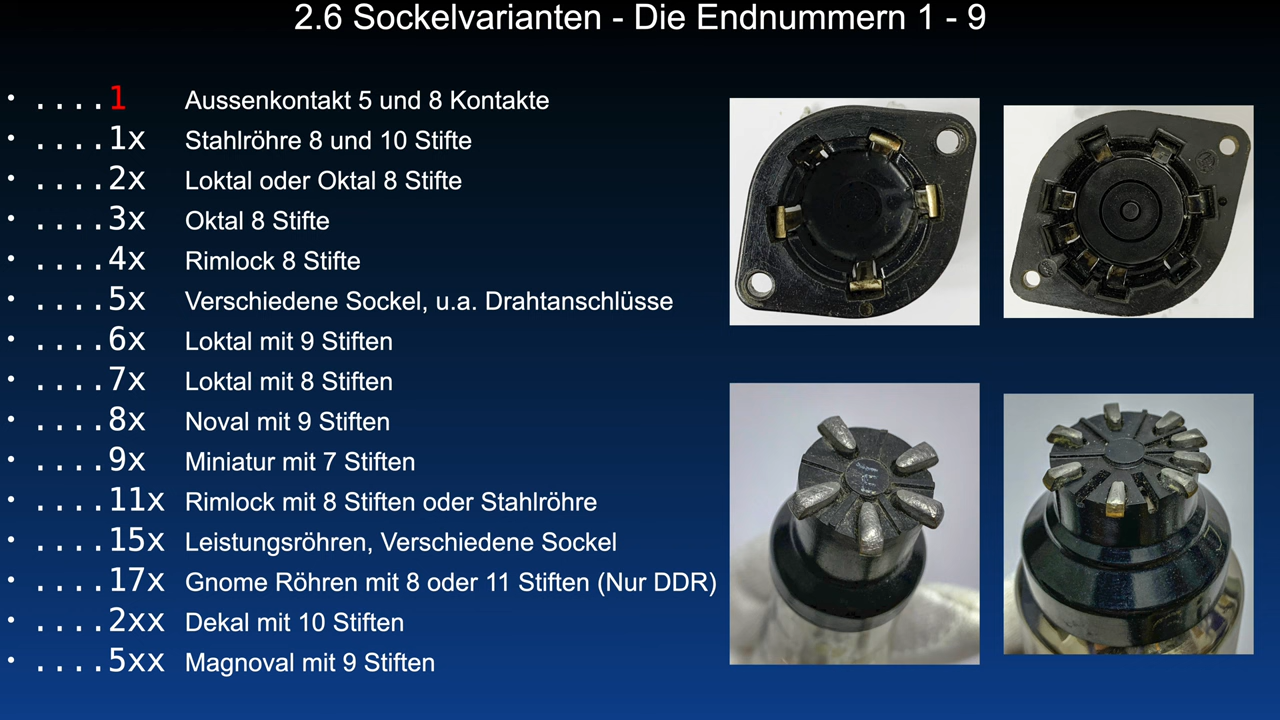 2.6 Sockelvarianten - Die Endnummern 1 - 9
• ....1 Aussenkontakt 5 und 8 Kontakte
• ....1x Stahlröhre 8 und 10 Stifte
• ....2x Loktal oder Oktal 8 Stifte
• ....3x Oktal 8 Stifte
• ....4x Rimlock 8 Stifte
• ....5x Verschiedene Sockel, u.a. Drahtanschlüsse
• ....6x Loktal mit 9 Stiften
• ....7x Loktal mit 8 Stiften
• ....8x Noval mit 9 Stiften
• ....9x Miniatur mit 7 Stiften
• ....11x Rimlock mit 8 Stiften oder Stahlröhre
• ....15x Leistungsröhren, Verschiedene Sockel
• ....17x Gnome Röhren mit 8 oder 11 Stiften (Nur DDR)
• ....2xx Dekal mit 10 Stiften
• ....5xx Magnoval mit 9 Stiften